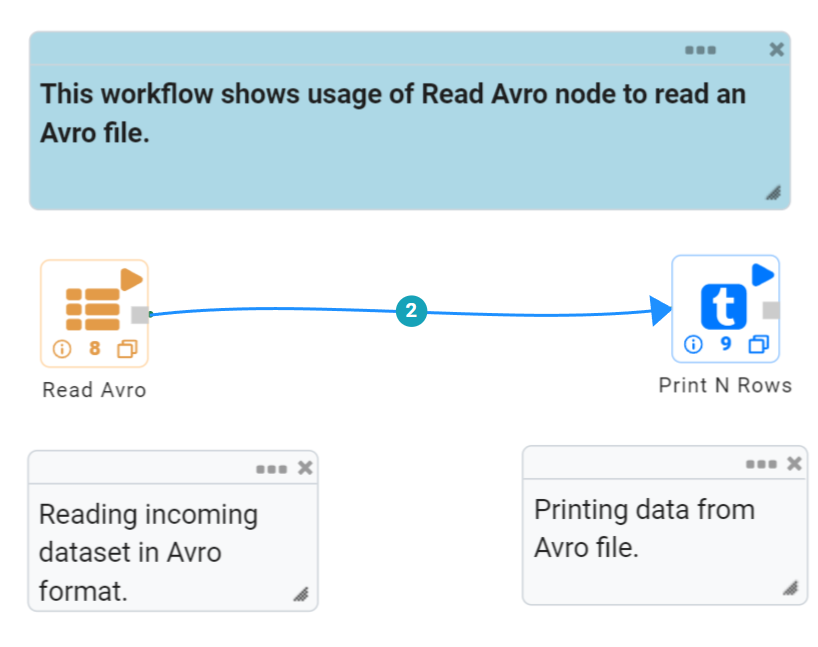 This workflow shows usage of Read Avro node to read an
Avro file.
2
t
8
9
Read Avro
Print N Rows
Reading incoming
dataset in Avro
format.
Printing data from
Avro file.